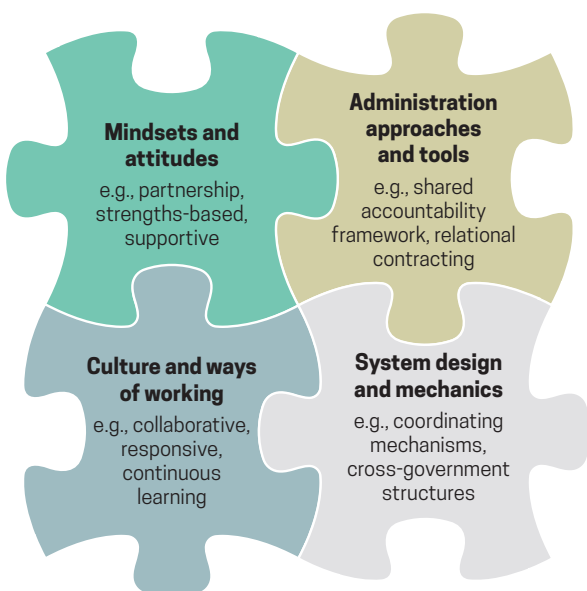 Mindsets and
attitudes
e.g., partnership,
strengths-based,
supportive
Administration
approaches
and tools
e.g., shared
accountability
framework, relational
contracting
Culture and ways
of working
e.g., collaborative,
responsive,
continuous
learning
System design
and mechanics
e.g., coordinating
mechanisms,
cross-government
structures